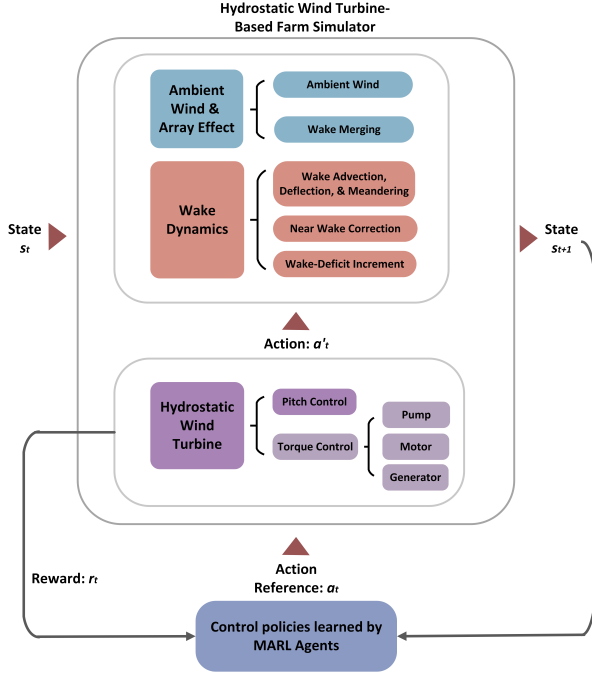 Hydrostatic Wind Turbine-
Based Farm Simulator
Ambient
Wind &
Array Effect
Ambient Wind
Wake Merging
Wake
Dynamics
Wake Advection,
Deflection, & Meandering
Near Wake Correction
Wake-Deficit Increment
State
St
State
St+1
Action: a't
Hydrostatic
Wind
Turbine
Pitch Control
Torque Control
Pump
Motor
Generator
Reward: rt
Action
Reference: at
Control policies learned by
MARL Agents